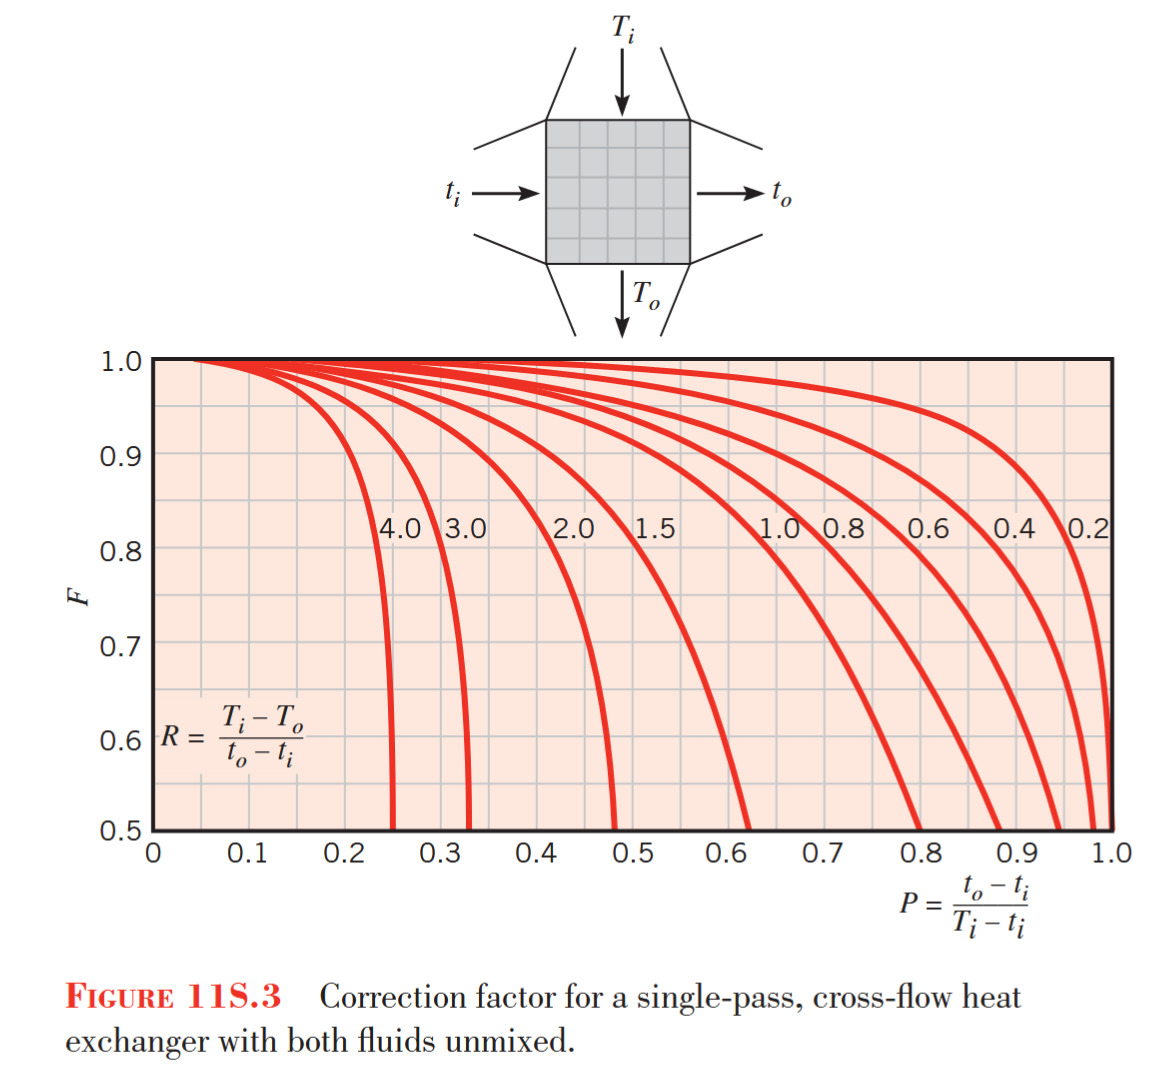 T_i
t_i
t_o
T_o
1.0
0.9
0.8
0.7
0.6
0.5
F
4.0 3.0 2.0 1.5 1.0 0.8 0.6 0.4 0.2
R = (T_i – T_o) / (t_o – t_i)
0 0.1 0.2 0.3 0.4 0.5 0.6 0.7 0.8 0.9 1.0
P = (t_o – t_i) / (T_i – t_i)
FIGURE 11S.3 Correction factor for a single-pass, cross-flow heat
exchanger with both fluids unmixed.